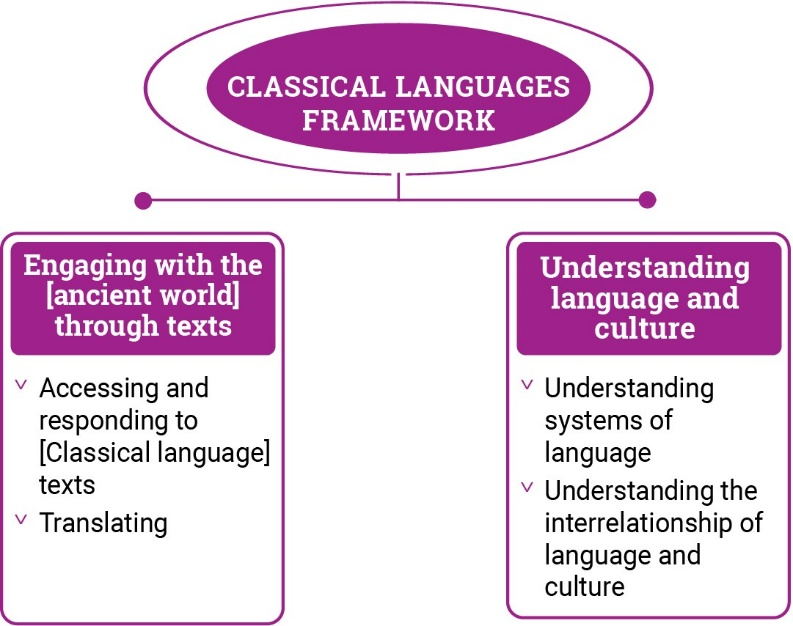 CLASSICAL LANGUAGES
FRAMEWORK
Engaging with the
[ancient world]
through texts
Accessing and
responding to
[Classical language]
texts
Translating
Understanding
language and
culture
Understanding
systems of
language
Understanding the
interrelationship of
language and
culture